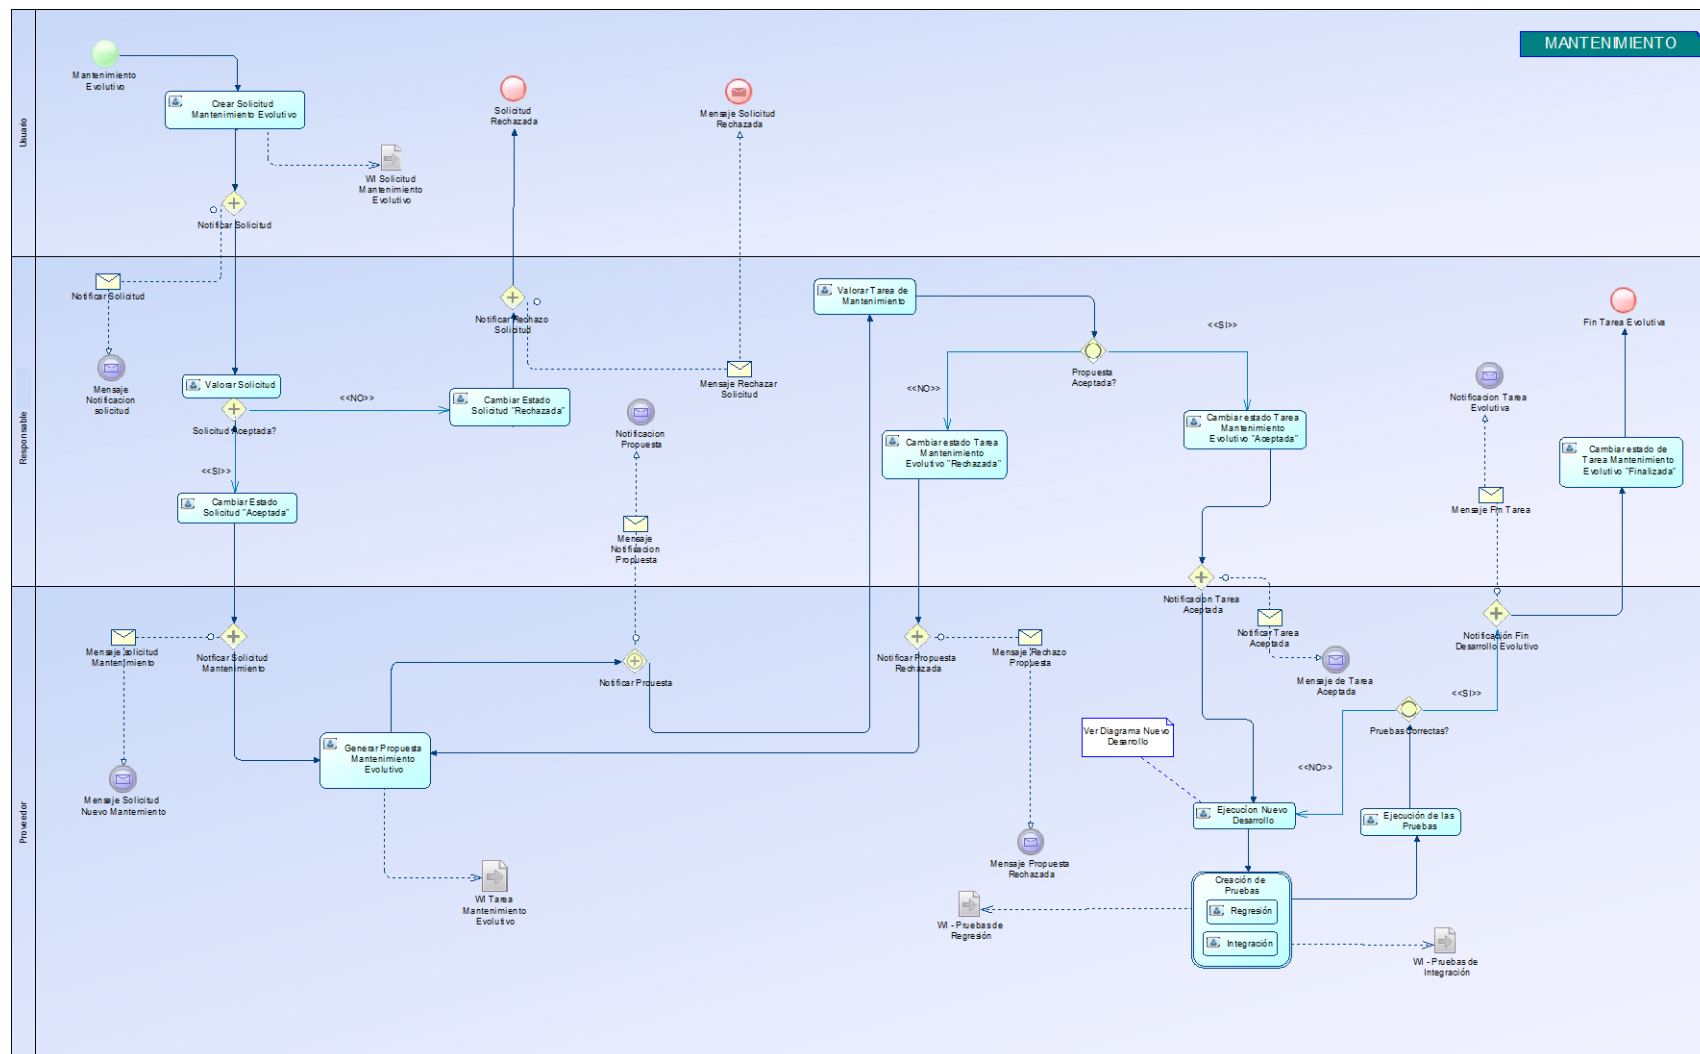 MANTENIMIENTO
Usuario
Mantenimiento
Evolutivo
Crear Solicitud
Mantenimiento Evolutivo
WI Solicitud
Mantenimiento
Evolutivo
Notificar Solicitud
Solicitud
Rechazada
Mensaje Solicitud
Rechazada
Responsable
Notificar Solicitud
Mensaje
Notificacion
solicitud
Valorar Solicitud
Solicitud Aceptada?
<<NO>>
<<SI>>
Cambiar Estado
Solicitud "Aceptada"
Notificar Rechazo
Solicitud
Cambiar Estado
Solicitud "Rechazada"
Mensaje Rechazar
Solicitud
Notificacion
Propuesta
Mensaje
Notificacion
Propuesta
Valorar Tarea de
Mantenimiento
Propuesta
Aceptada?
<<NO>>
<<SI>>
Cambiar estado Tarea
Mantenimiento
Evolutivo "Rechazada"
Cambiar estado Tarea
Mantenimiento
Evolutivo "Aceptada"
Notificacion Tarea
Evolutiva
Mensaje Fin Tarea
Fin Tarea Evolutiva
Cambiar estado de
Tarea Mantenimiento
Evolutivo "Finalizada"
Proveedor
Mensaje solicitud
Mantenimiento
Notficar Solicitud
Mantenimiento
Mensaje Solicitud
Nuevo Mantemiento
Generar Propuesta
Mantenimiento
Evolutivo
WI Tarea
Mantenimiento
Evolutivo
Notificar Prouesta
Notificar Propuesta
Rechazada
Mensaje Rechazo
Propuesta
Mensaje Propuesta
Rechazada
Notificacion Tarea
Aceptada
Notificar Tarea
Aceptada
Mensaje de Tarea
Aceptada
Notificación Fin
Desarrollo Evolutivo
<<SI>>
Pruebas Correctas?
<<NO>>
Ver Diagrama Nuevo
Desarrollo
Ejecucion Nuevo
Desarrollo
Ejecución de las
Pruebas
Creación de
Pruebas
Regresión
Integración
WI - Pruebas de
Regresión
WI - Pruebas de
Integración